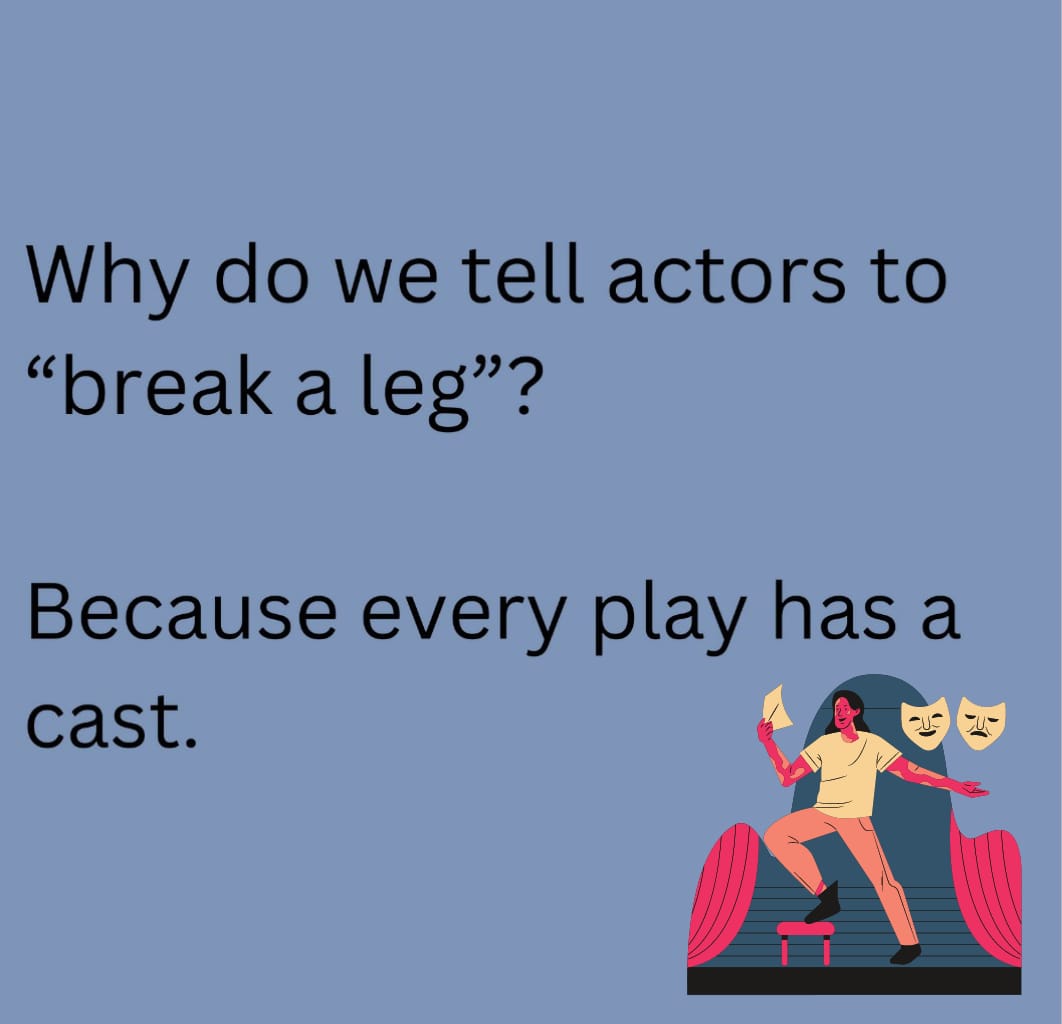 Why do we tell actors to
“break a leg”?
Because every play has a
cast.